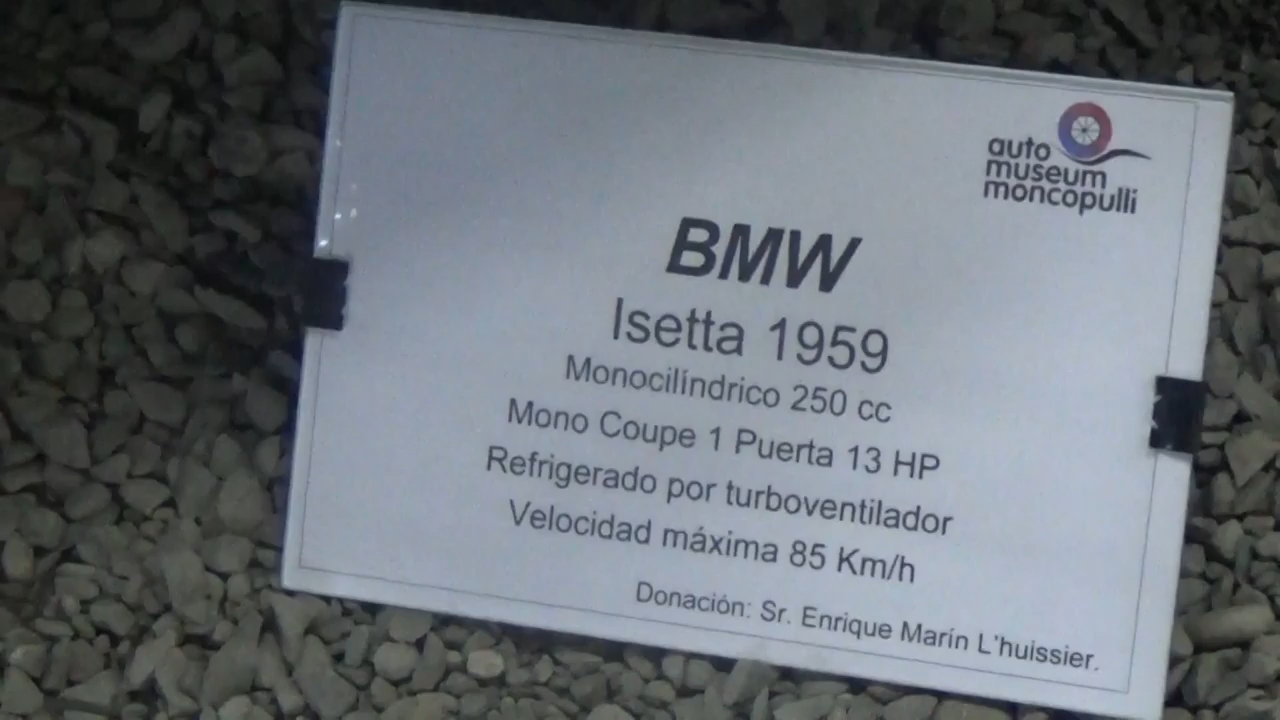 auto
museum
moncopulli
BMW
Isetta 1959
Monocilíndrico 250 cc
Mono Coupe 1 Puerta 13 HP
Refrigerado por turboventilador
Velocidad máxima 85 Km/h
Donación: Sr. Enrique Marín L'huissier.